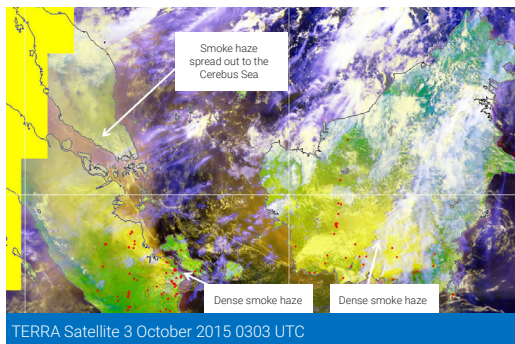 Smoke haze
spread out to the
Cerebus Sea
Dense smoke haze
Dense smoke haze
TERRA Satellite 3 October 2015 0303 UTC